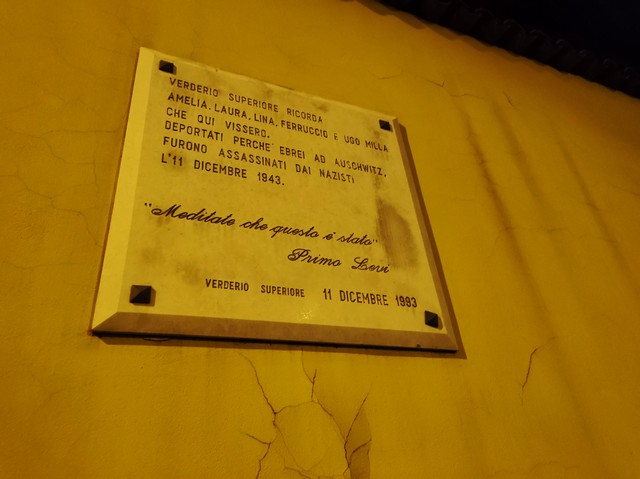 VERDERIO SUPERIORE RICORDA
AMELIA, LAURA, LINA, FERRUCCIO E UGO MILLA
CHE QUI VISSERO.
DEPORTATI PERCHE' EBREI AD AUSCHWITZ,
FURONO ASSASSINATI DAI NAZISTI
L'11 DICEMBRE 1943.
"Meditate che questo è stato"
Primo Levi
VERDERIO SUPERIORE 11 DICEMBRE 1993